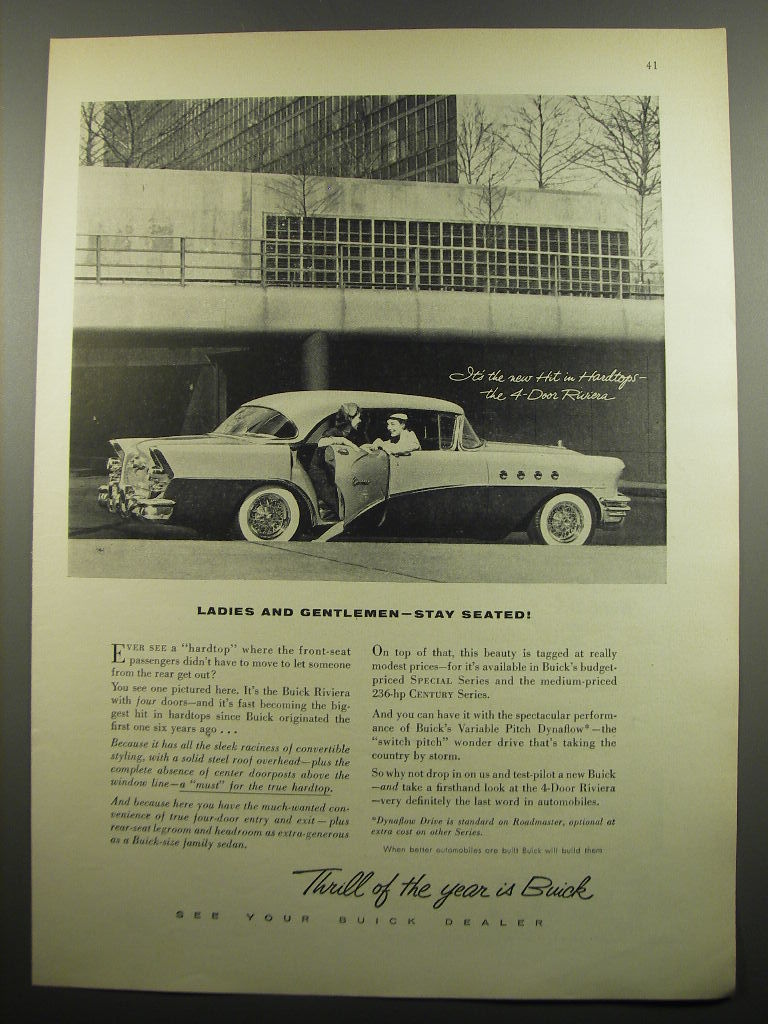 41
It's the new Hit in Hardtops—
the 4-Door Riviera
LADIES AND GENTLEMEN—STAY SEATED!
EVER SEE A "hardtop" where the front-seat
passengers didn't have to move to let someone
from the rear get out?
You see one pictured here. It's the Buick Riviera
with four doors—and it's fast becoming the big-
gest hit in hardtops since Buick originated the
first one six years ago . . .
Because it has all the sleek raciness of convertible
styling, with a solid steel roof overhead—plus the
complete absence of center doorposts above the
window line—a "must" for the true hardtop.
And because here you have the much-wanted con-
venience of true four-door entry and exit—plus
rear-seat legroom and headroom as extra-generous
as a Buick-size family sedan.
On top of that, this beauty is tagged at really
modest prices—for it's available in Buick's budget-
priced SPECIAL Series and the medium-priced
236-hp CENTURY Series.
And you can have it with the spectacular perform-
ance of Buick's Variable Pitch Dynaflow*—the
"switch pitch" wonder drive that's taking the
country by storm.
So why not drop in on us and test-pilot a new Buick
—and take a firsthand look at the 4-Door Riviera
—very definitely the last word in automobiles.
*Dynaflow Drive is standard on Roadmaster, optional at
extra cost on other Series.
When better automobiles are built Buick will build them
Thrill of the year is Buick
SEE YOUR BUICK DEALER